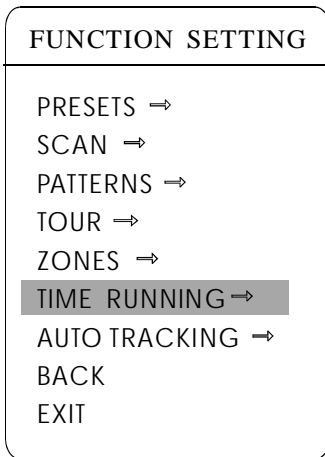 FUNCTION SETTING
PRESETS ⇒
SCAN ⇒
PATTERNS ⇒
TOUR ⇒
ZONES ⇒
TIME RUNNING ⇒
AUTO TRACKING ⇒
BACK
EXIT